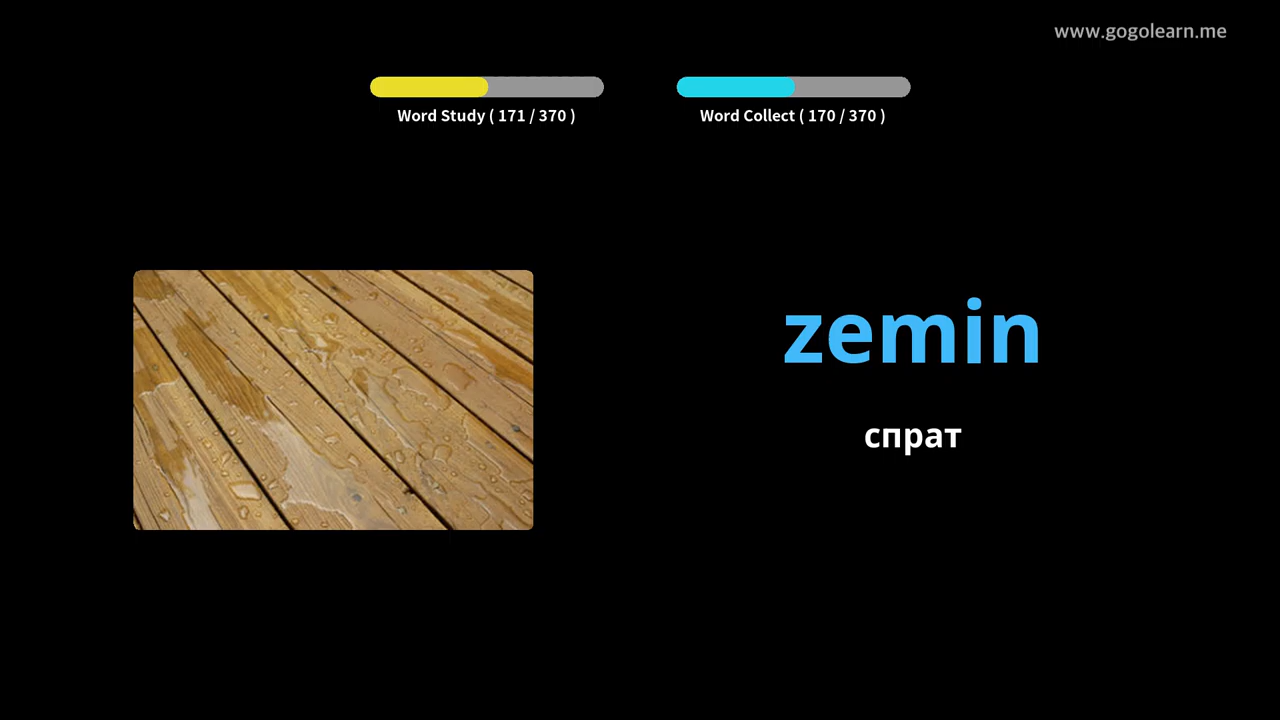 www.gogolearn.me
Word Study ( 171 / 370 )
Word Collect ( 170 / 370 )
zemin
спрат